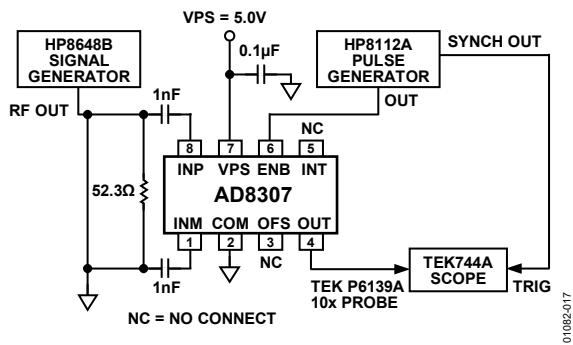 VPS = 5.0V
HP8648B
SIGNAL
GENERATOR
0.1µF
HP8112A
PULSE
GENERATOR
SYNCH OUT
RF OUT
1nF
OUT
NC
8 7 6 5
INP VPS ENB INT
52.3Ω
AD8307
INM COM OFS OUT
1 2 3 4
NC
1nF
TEK P6139A
10x PROBE
TEK744A
SCOPE
TRIG
NC = NO CONNECT
01082-017